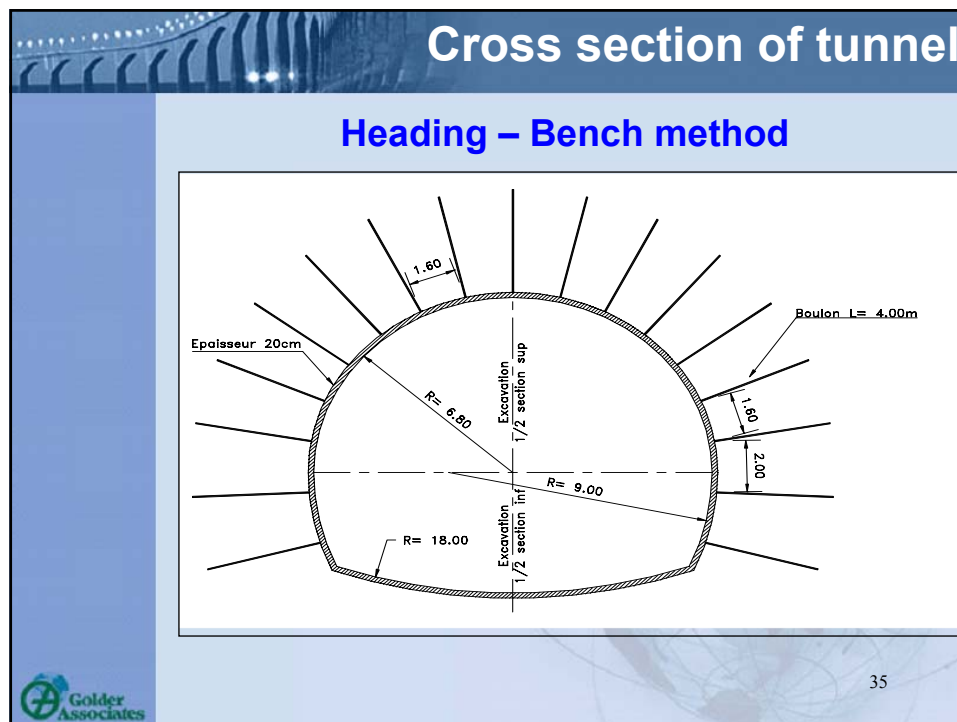 Cross section of tunnel
Heading – Bench method
1.60
Boulon L= 4.00m
Epaisseur 20cm
Excavation
1/2 section sup
R= 6.80
1.60
2.00
R= 9.00
Excavation
1/2 section inf
R= 18.00
35
Golder
Associates